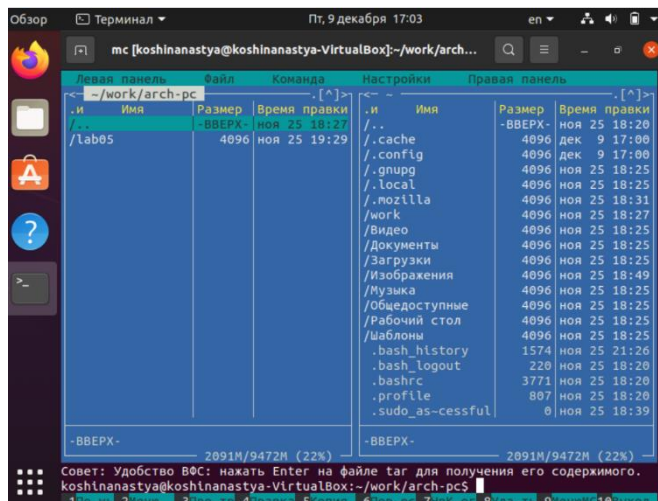 Обзор Терминал Пт, 9 декабря 17:03 en
mc [koshinanastya@koshinanastya-VirtualBox]:~/work/arch...
Левая панель Файл Команда Настройки Правая панель
<— ~/work/arch-pc .[^]>
.и Имя Размер Время правки
/.. -ВВЕРХ- ноя 25 18:27
/lab05 4096 ноя 25 19:29
-ВВЕРХ-
2091M/9472M (22%)
<— ~ .[^]>
.и Имя Размер Время правки
/.. -ВВЕРХ- ноя 25 18:20
/.cache 4096 дек 9 17:00
/.config 4096 дек 9 17:00
/.gnupg 4096 ноя 25 18:25
/.local 4096 ноя 25 18:25
/.mozilla 4096 ноя 25 18:31
/work 4096 ноя 25 18:27
/Видео 4096 ноя 25 18:25
/Документы 4096 ноя 25 18:25
/Загрузки 4096 ноя 25 18:25
/Изображения 4096 ноя 25 18:49
/Музыка 4096 ноя 25 18:25
/Общедоступные 4096 ноя 25 18:25
/Рабочий стол 4096 ноя 25 18:25
/Шаблоны 4096 ноя 25 18:25
.bash_history 1574 ноя 25 21:26
.bash_logout 220 ноя 25 18:20
.bashrc 3771 ноя 25 18:20
.profile 807 ноя 25 18:20
.sudo_as~cessful 0 ноя 25 18:39
-ВВЕРХ-
2091M/9472M (22%)
Совет: Удобство ВФС: нажать Enter на файле tar для получения его содержимого.
koshinanastya@koshinanastya-VirtualBox:~/work/arch-pc$